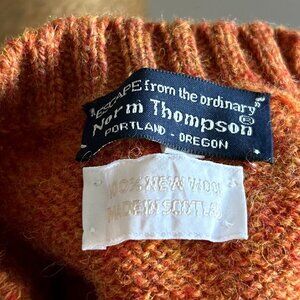 "ESCAPE from the ordinary"
Norm Thompson ®
PORTLAND - OREGON
100% NEW WOOL
MADE IN SCOTLAND